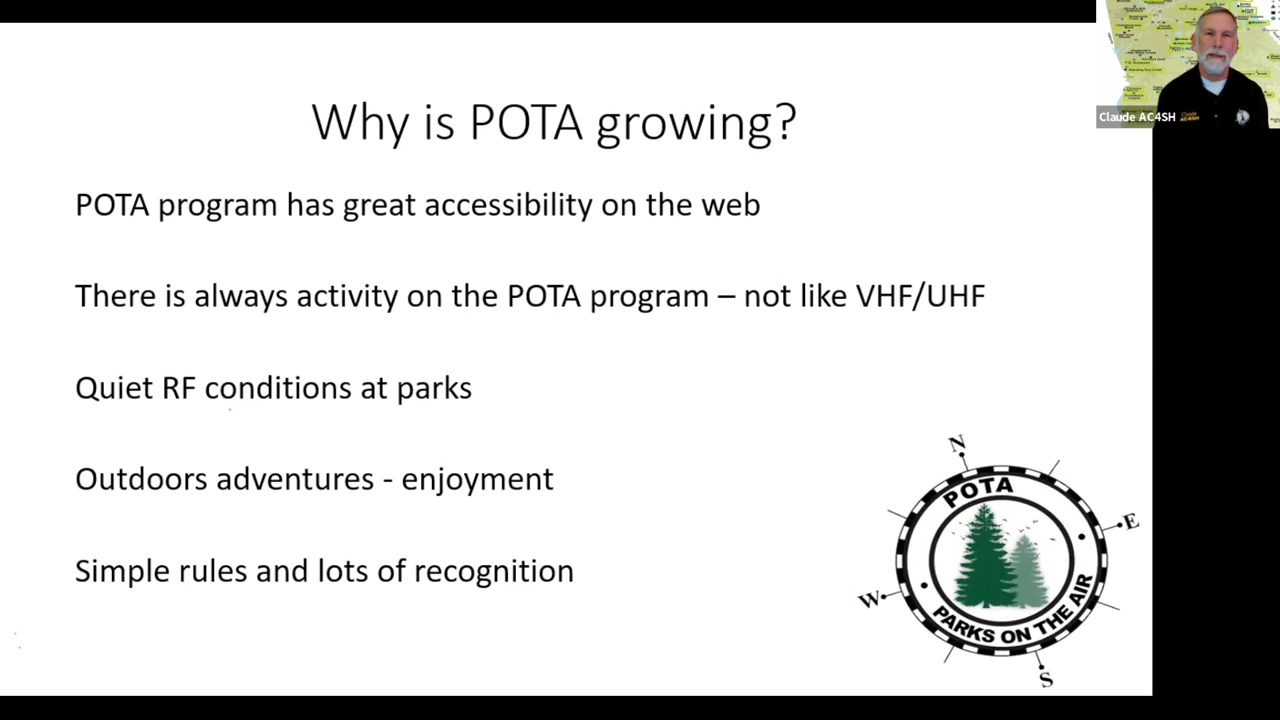 Why is POTA growing?
POTA program has great accessibility on the web
There is always activity on the POTA program – not like VHF/UHF
Quiet RF conditions at parks
Outdoors adventures - enjoyment
Simple rules and lots of recognition
N
E
S
W
POTA
PARKS ON THE AIR
Claude AC4SH
Claude
AC4SH